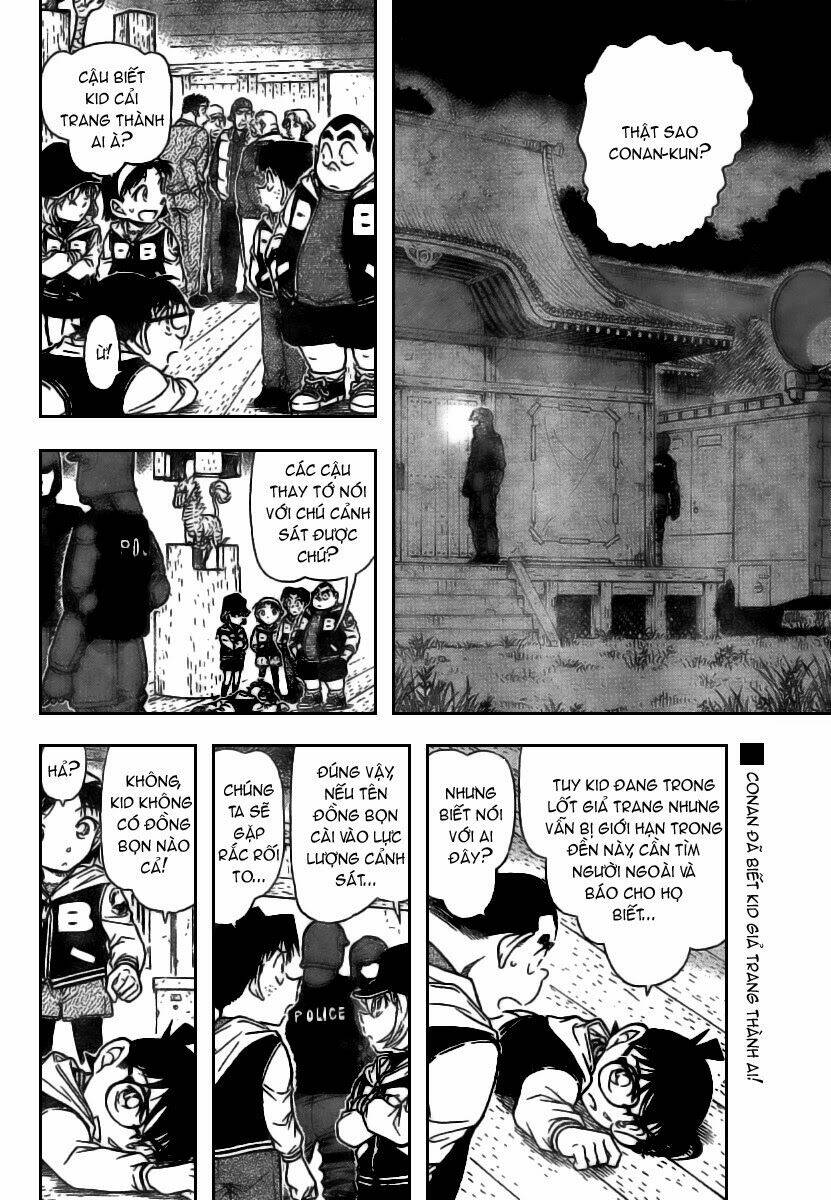 THẬT SAO
CONAN-KUN?
CẬU BIẾT
KID CẢI
TRANG THÀNH
AI À?
Ừ!
CÁC CẬU
THAY TỚ NÓI
VỚI CHÚ CẢNH
SÁT ĐƯỢC
CHỨ?
CONAN ĐÃ BIẾT KID GIẢ TRANG THÀNH AI!
TUY KID ĐANG TRONG
LỐT GIẢ TRANG NHƯNG
VẪN BỊ GIỚI HẠN TRONG
ĐỀN NÀY, CẦN TÌM
NGƯỜI NGOÀI VÀ
BÁO CHO HỌ
BIẾT...
NHƯNG
BIẾT NÓI
VỚI AI
ĐÂY?
ĐÚNG VẬY,
NẾU TÊN
ĐỒNG BỌN
CÀI VÀO LỰC
LƯỢNG CẢNH
SÁT...
CHÚNG
TA SẼ
GẶP
RẮC RỐI
TO...
POLICE
KHÔNG,
KID KHÔNG
CÓ ĐỒNG
BỌN NÀO
CẢ!
HẢ?
B
B
B
B